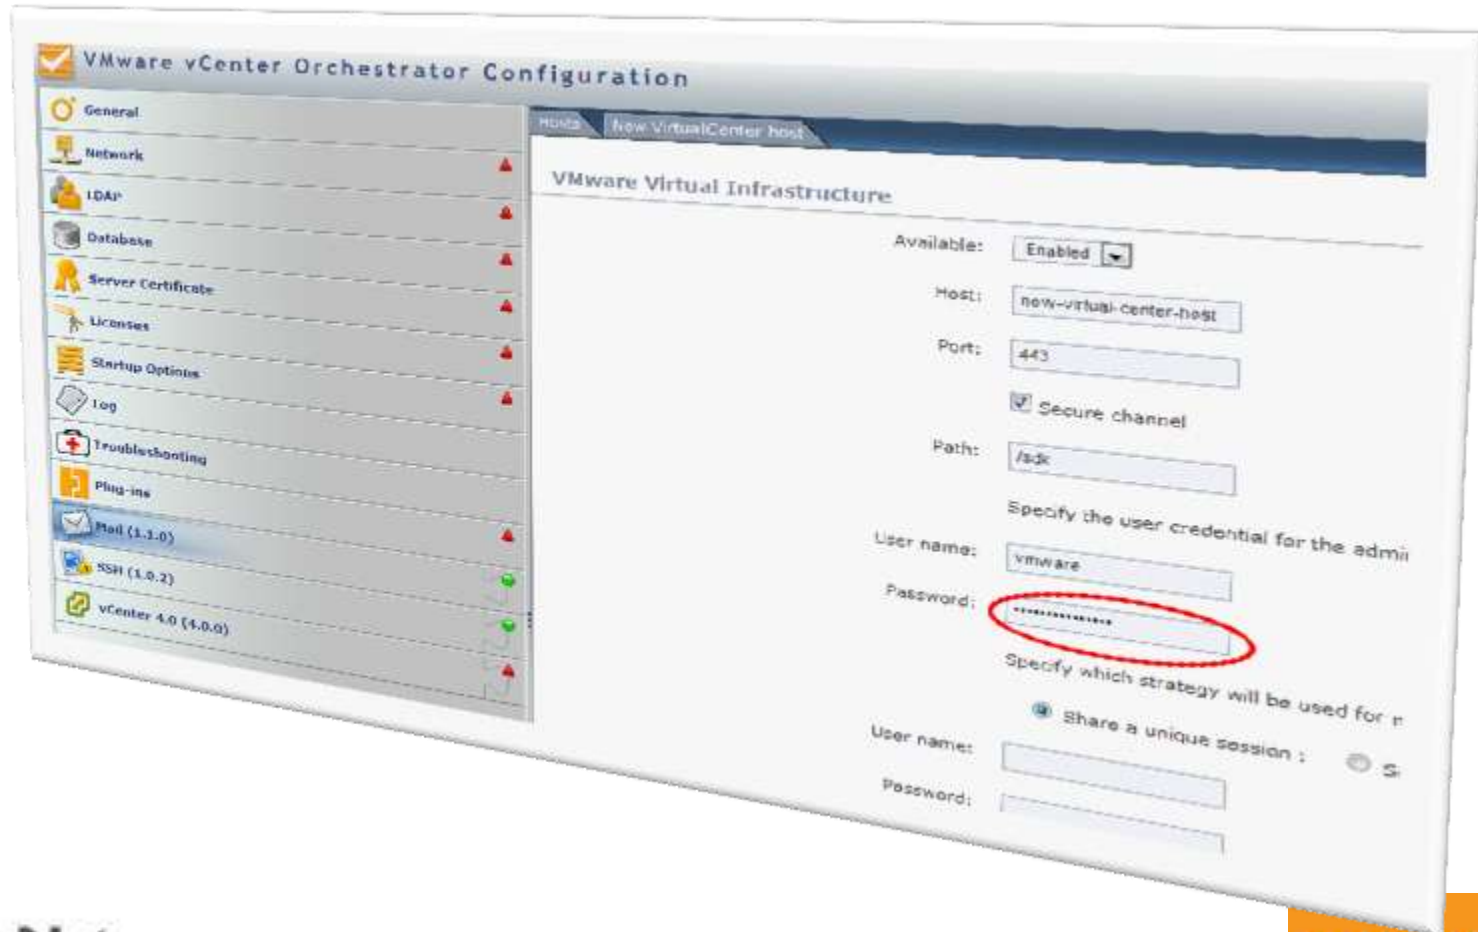 VMware vCenter Orchestrator Configuration
General
Network
LDAP
Database
Server Certificate
Licenses
Startup Options
Log
Troubleshooting
Plug-ins
Mail (1.1.0)
SSH (1.0.2)
vCenter 4.0 (4.0.0)
Hosts
New VirtualCenter host
VMware Virtual Infrastructure
Available: Enabled
Host: new-virtual-center-host
Port: 443
Secure channel
Path: /sdk
Specify the user credential for the admi
User name: vmware
Password: ••••••••••••••
Specify which strategy will be used for
Share a unique session :
User name:
Password: